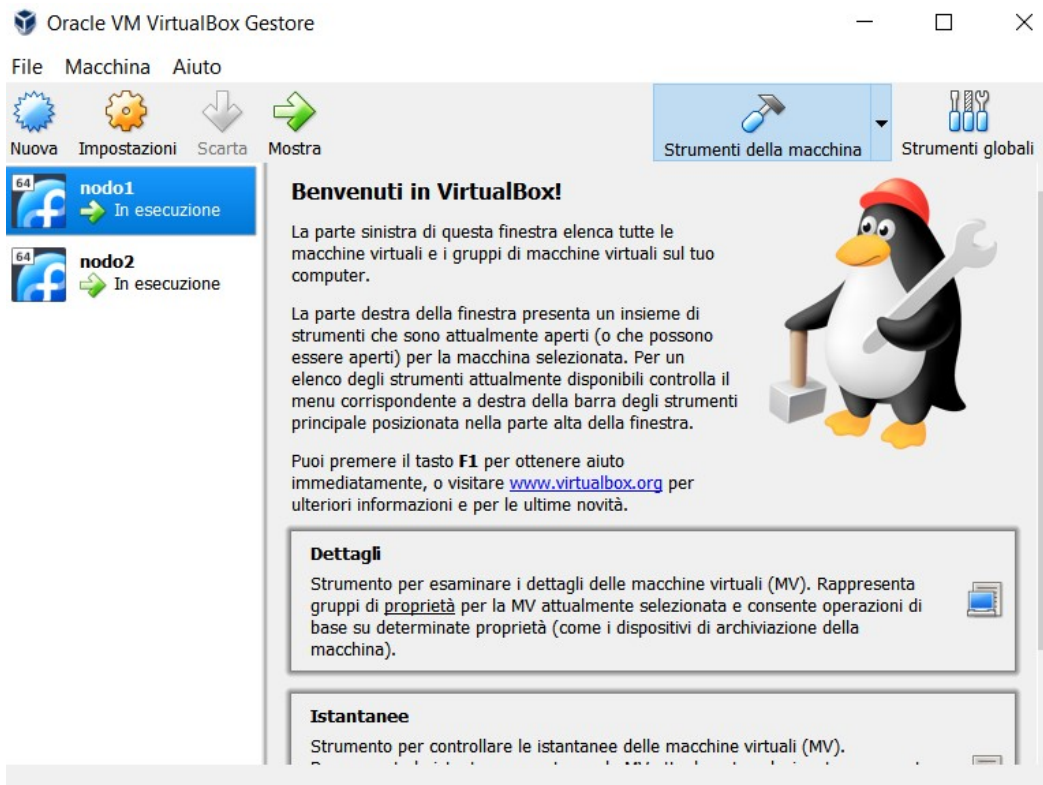 Oracle VM VirtualBox Gestore
File Macchina Aiuto
Nuova Impostazioni Scarta Mostra Strumenti della macchina Strumenti globali
64 nodo1
In esecuzione
64 nodo2
In esecuzione
Benvenuti in VirtualBox!
La parte sinistra di questa finestra elenca tutte le
macchine virtuali e i gruppi di macchine virtuali sul tuo
computer.
La parte destra della finestra presenta un insieme di
strumenti che sono attualmente aperti (o che possono
essere aperti) per la macchina selezionata. Per un
elenco degli strumenti attualmente disponibili controlla il
menu corrispondente a destra della barra degli strumenti
principale posizionata nella parte alta della finestra.
Puoi premere il tasto F1 per ottenere aiuto
immediatamente, o visitare www.virtualbox.org per
ulteriori informazioni e per le ultime novità.
Dettagli
Strumento per esaminare i dettagli delle macchine virtuali (MV). Rappresenta
gruppi di proprietà per la MV attualmente selezionata e consente operazioni di
base su determinate proprietà (come i dispositivi di archiviazione della
macchina).
Istantanee
Strumento per controllare le istantanee delle macchine virtuali (MV).